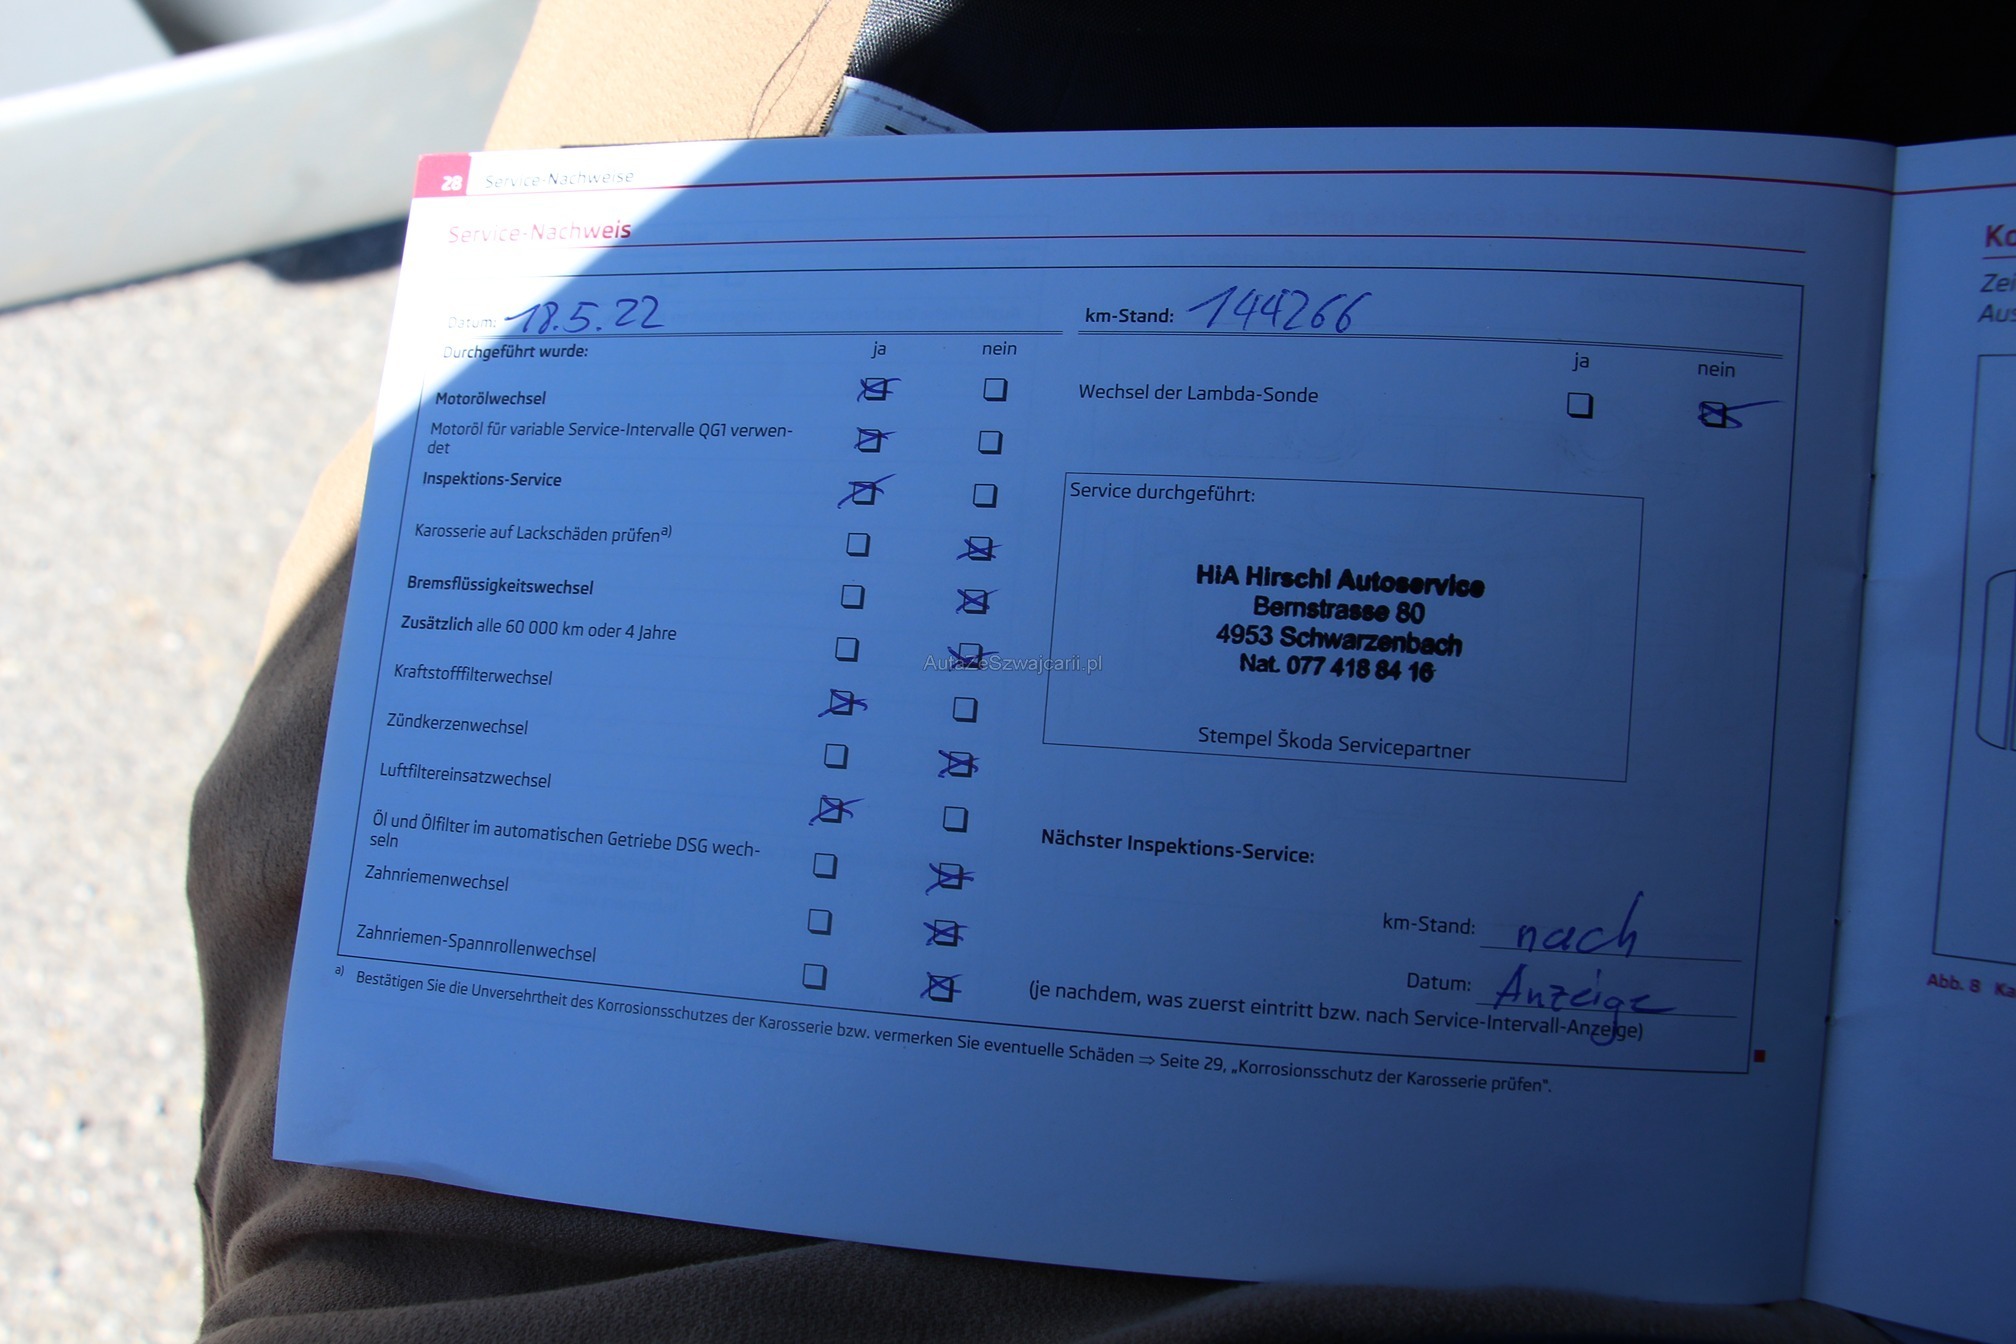 28 Service-Nachweise
Service-Nachweis
Datum: 18.5.22
km-Stand: 144266
Durchgeführt wurde: ja nein
Motorölwechsel
Motoröl für variable Service-Intervalle QG1 verwen-
det
Inspektions-Service
Karosserie auf Lackschäden prüfen a)
Bremsflüssigkeitswechsel
Zusätzlich alle 60 000 km oder 4 Jahre
Kraftstofffilterwechsel
Zündkerzenwechsel
Luftfiltereinsatzwechsel
Öl und Ölfilter im automatischen Getriebe DSG wech-
seln
Zahnriemenwechsel
Zahnriemen-Spannrollenwechsel
ja nein
Wechsel der Lambda-Sonde
Service durchgeführt:
HiA Hirschi Autoservice
Bernstrasse 80
4953 Schwarzenbach
Nat. 077 418 84 16
Stempel Škoda Servicepartner
Nächster Inspektions-Service:
km-Stand: nach
Datum: Anzeige
(je nachdem, was zuerst eintritt bzw. nach Service-Intervall-Anzeige)
a) Bestätigen Sie die Unversehrtheit des Korrosionsschutzes der Karosserie bzw. vermerken Sie eventuelle Schäden ⇒ Seite 29, „Korrosionsschutz der Karosserie prüfen“.
AutaZeSzwajcarii.pl
Ko
Zei
Aus
Abb. 8 Ka